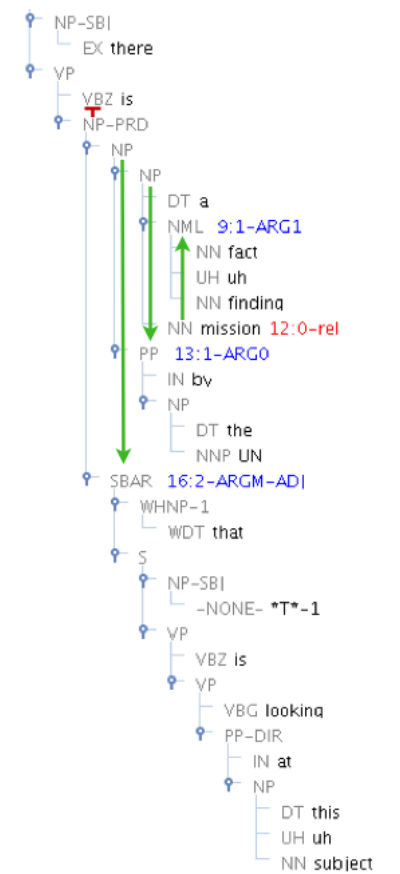 NP-SBJ
EX there
VP
VBZ is
NP-PRD
NP
NP
DT a
NML 9:1-ARG1
NN fact
UH uh
NN finding
NN mission 12:0-rel
PP 13:1-ARG0
IN by
NP
DT the
NNP UN
SBAR 16:2-ARGM-ADJ
WHNP-1
WDT that
S
NP-SBJ
-NONE- *T*-1
VP
VBZ is
VP
VBG looking
PP-DIR
IN at
NP
DT this
UH uh
NN subject